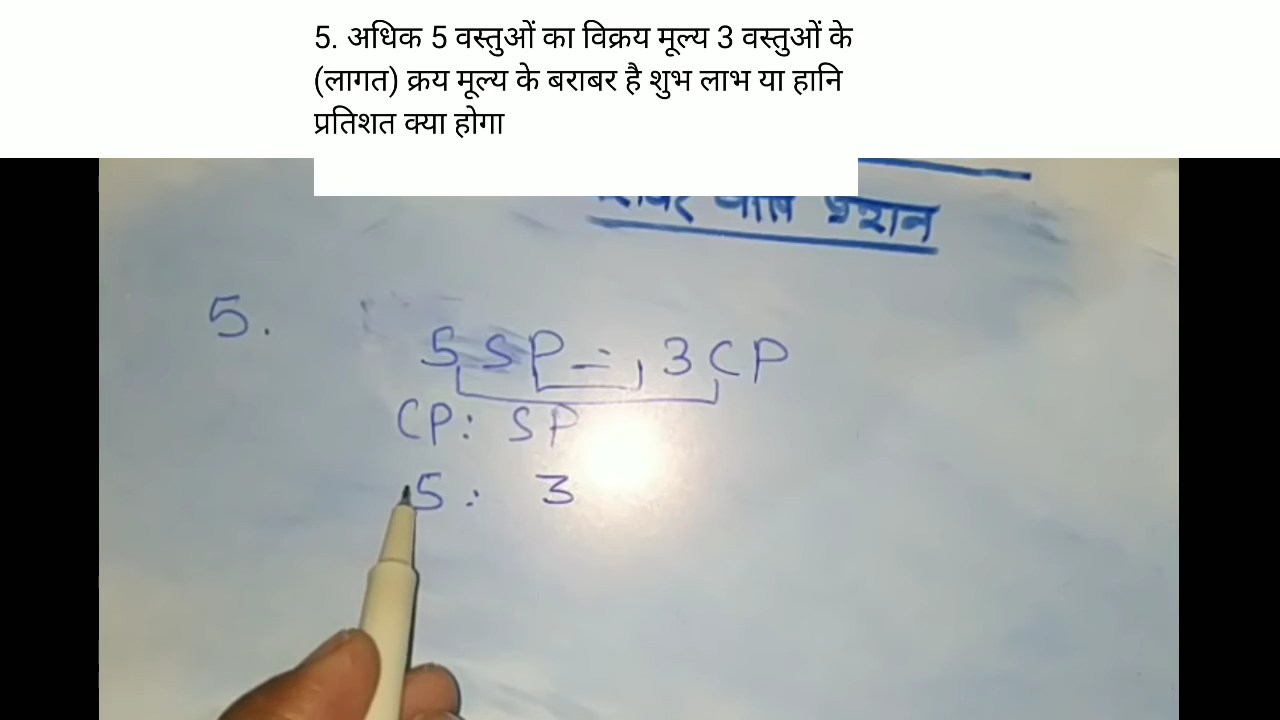 5. अधिक 5 वस्तुओं का विक्रय मूल्य 3 वस्तुओं के
(लागत) क्रय मूल्य के बराबर है शुभ लाभ या हानि
प्रतिशत क्या होगा
प्रशन
5.
5 SP = 3 CP
CP : SP
5 : 3